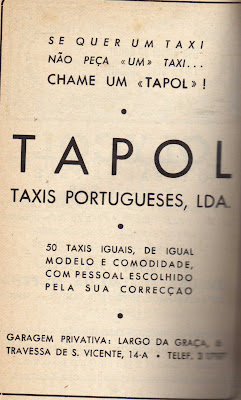 SE QUER UM TAXI
NÃO PEÇA «UM» TAXI...
CHAME UM «TAPOL»!
•
TAPOL
TAXIS PORTUGUESES, LDA.
•
50 TAXIS IGUAIS, DE IGUAL
MODELO E COMODIDADE,
COM PESSOAL ESCOLHIDO
PELA SUA CORRECÇÃO
•
GARAGEM PRIVATIVA: LARGO DA GRAÇA,
TRAVESSA DE S. VICENTE, 14-A • TELEF.